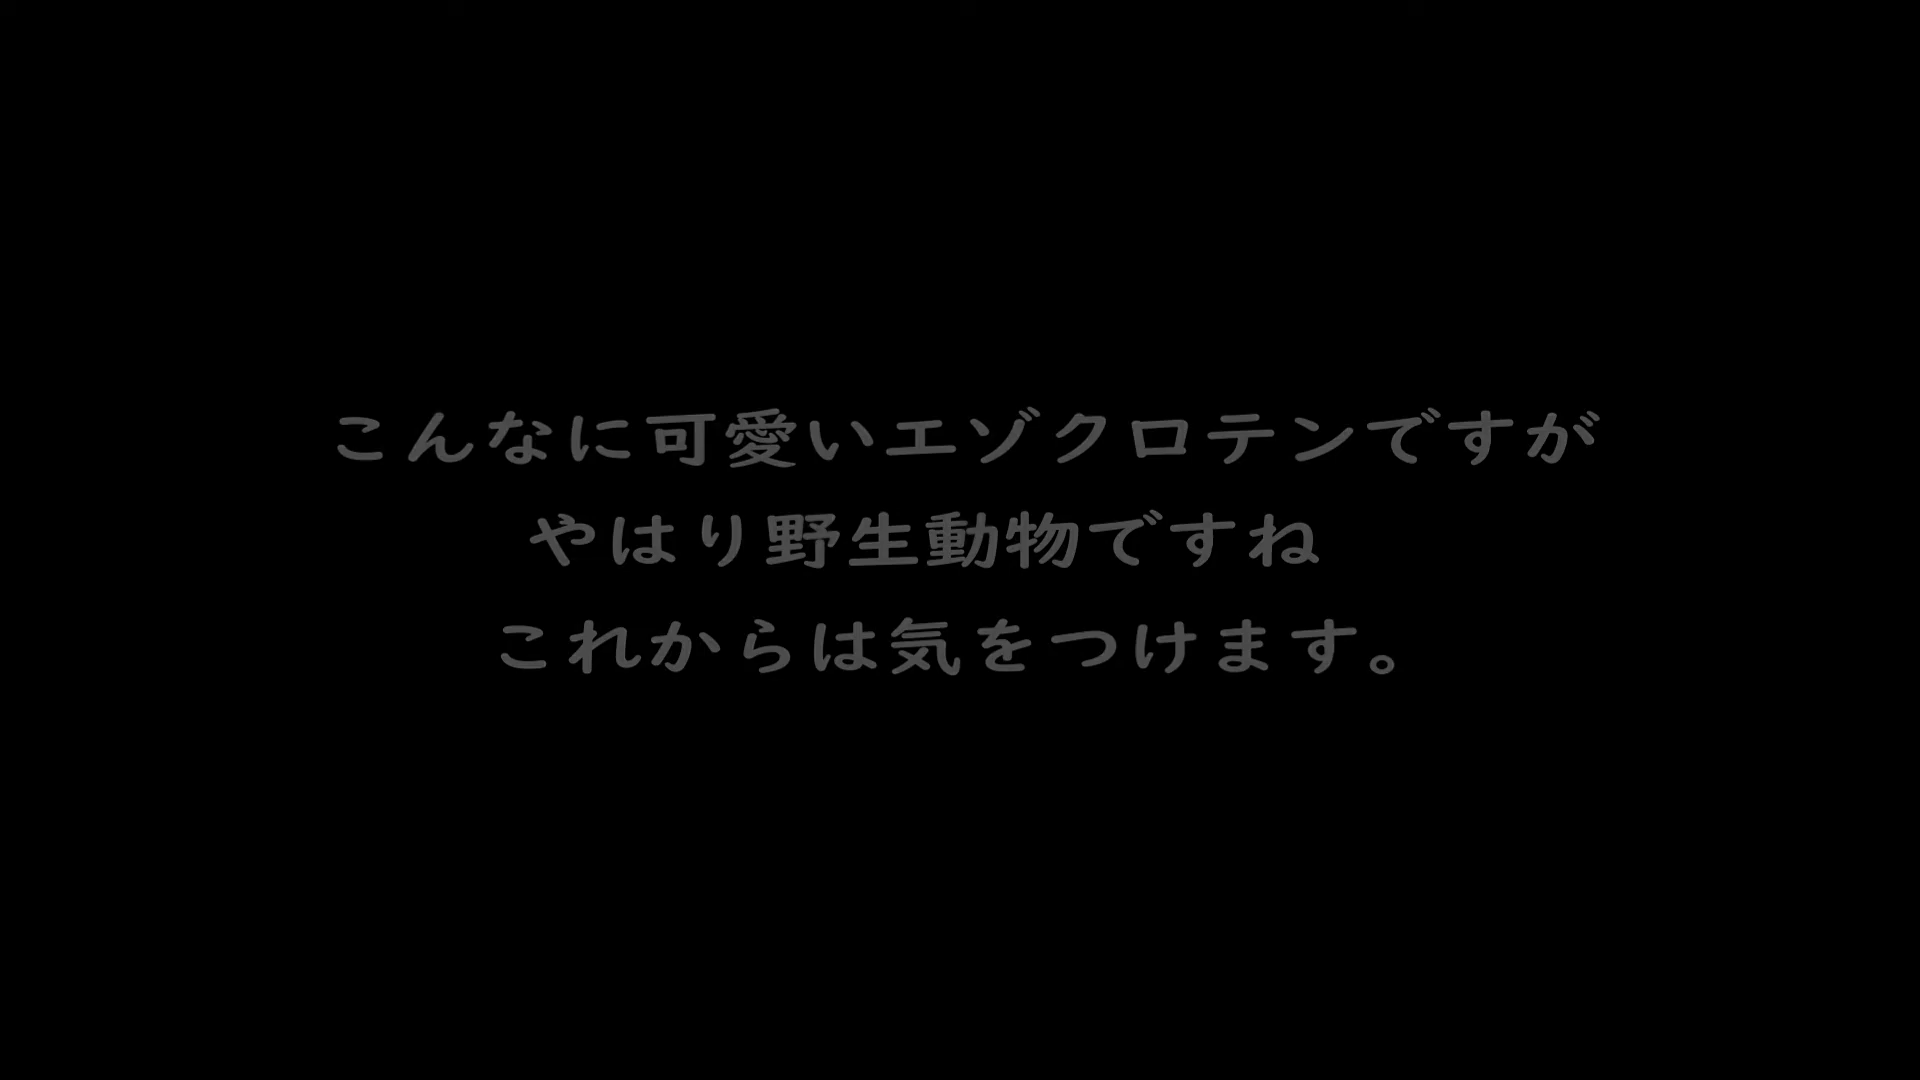 こんなに可愛いエゾクロテンですが
やはり野生動物ですね
これからは気をつけます。